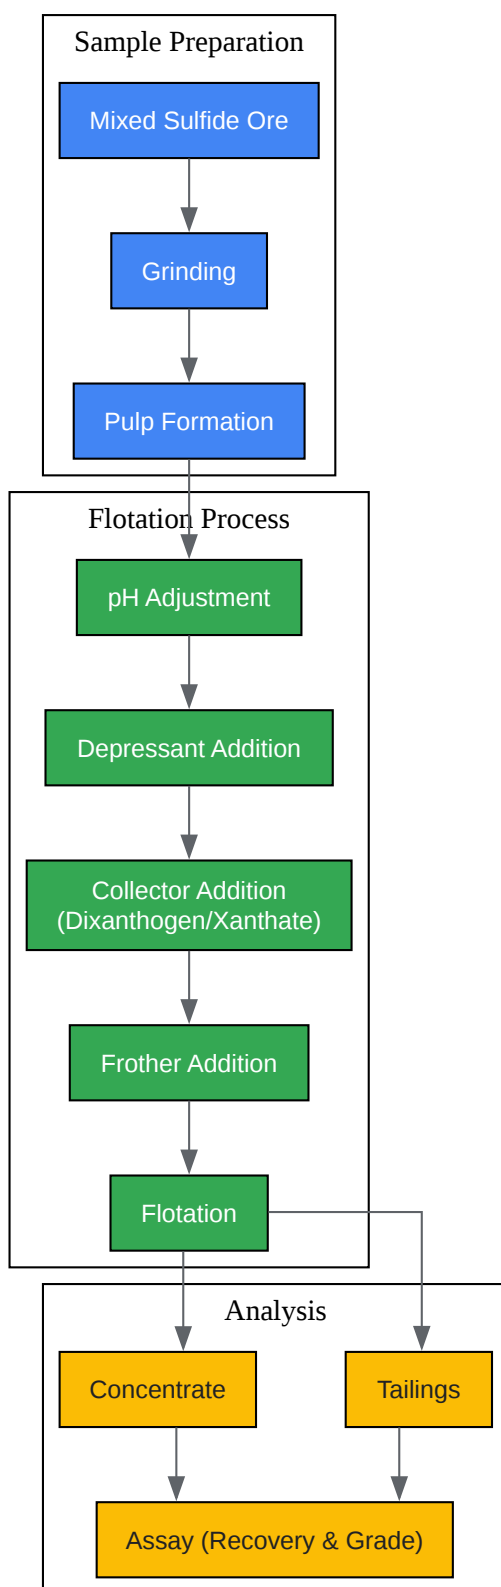 Sample Preparation
Mixed Sulfide Ore
Grinding
Pulp Formation
Flotation Process
pH Adjustment
Depressant Addition
Collector Addition
(Dixanthogen/Xanthate)
Frother Addition
Flotation
Analysis
Concentrate
Tailings
Assay (Recovery & Grade)